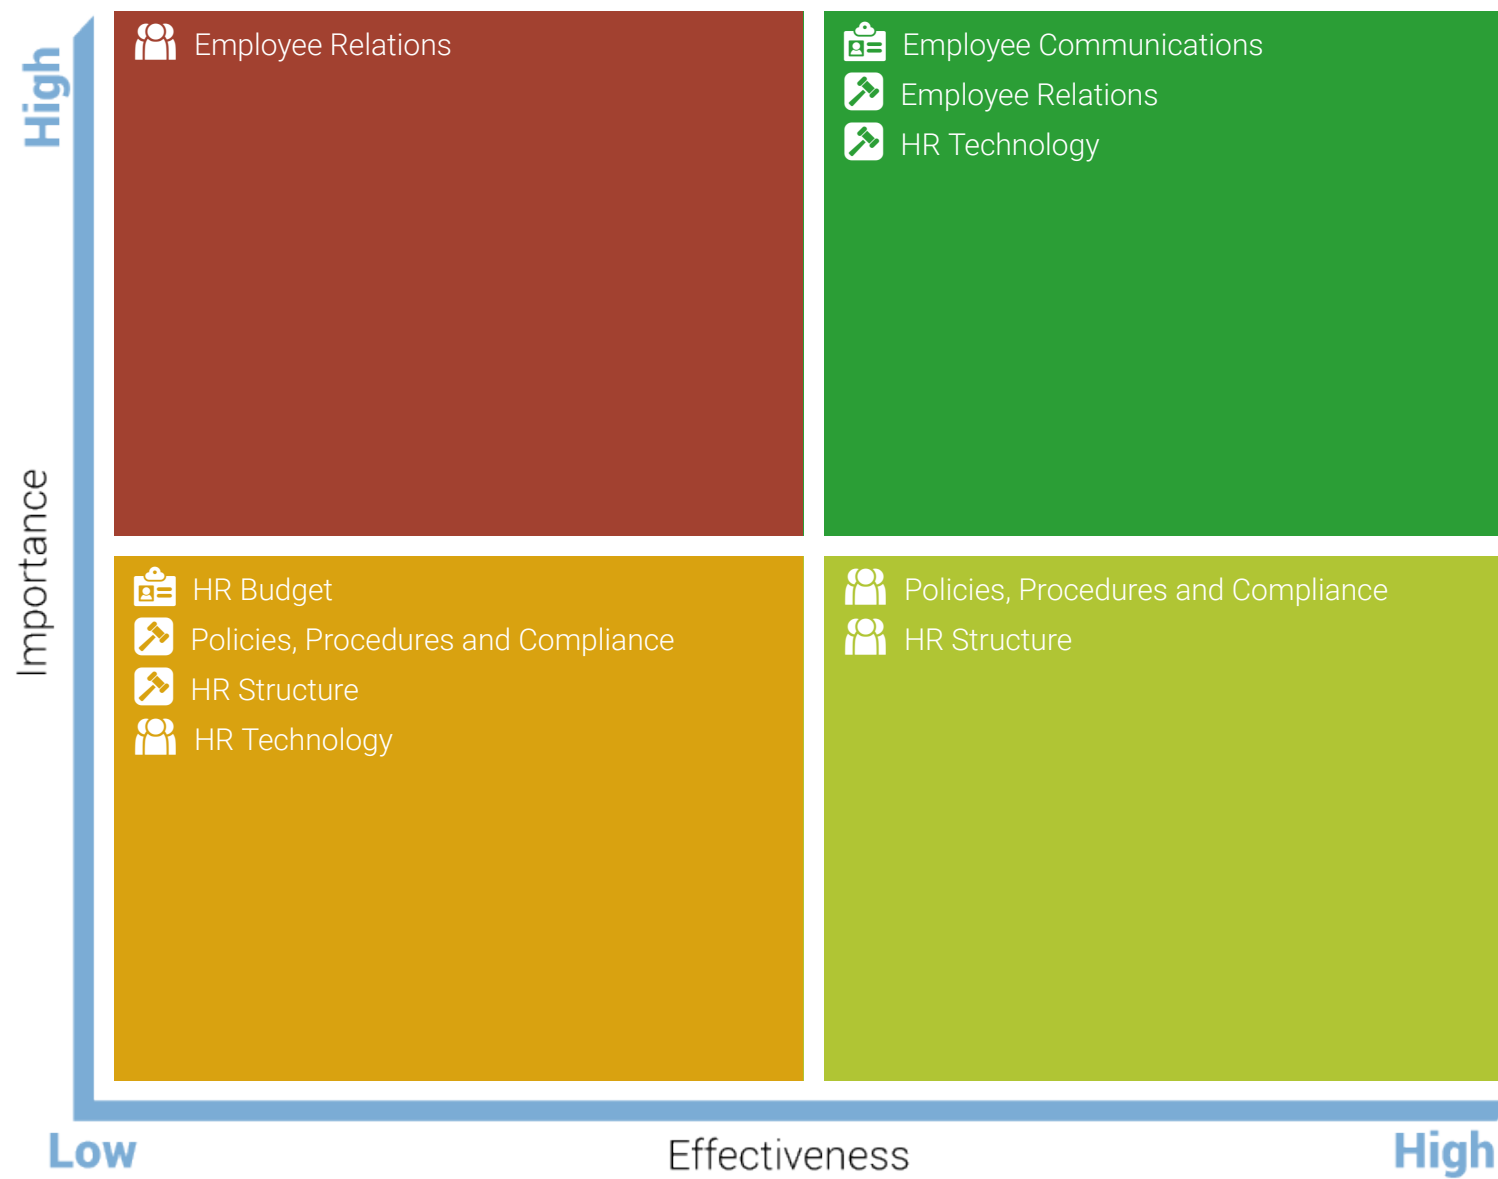 High
Importance
Employee Relations
Employee Communications
Employee Relations
HR Technology
HR Budget
Policies, Procedures and Compliance
HR Structure
HR Technology
Policies, Procedures and Compliance
HR Structure
Low
Effectiveness
High